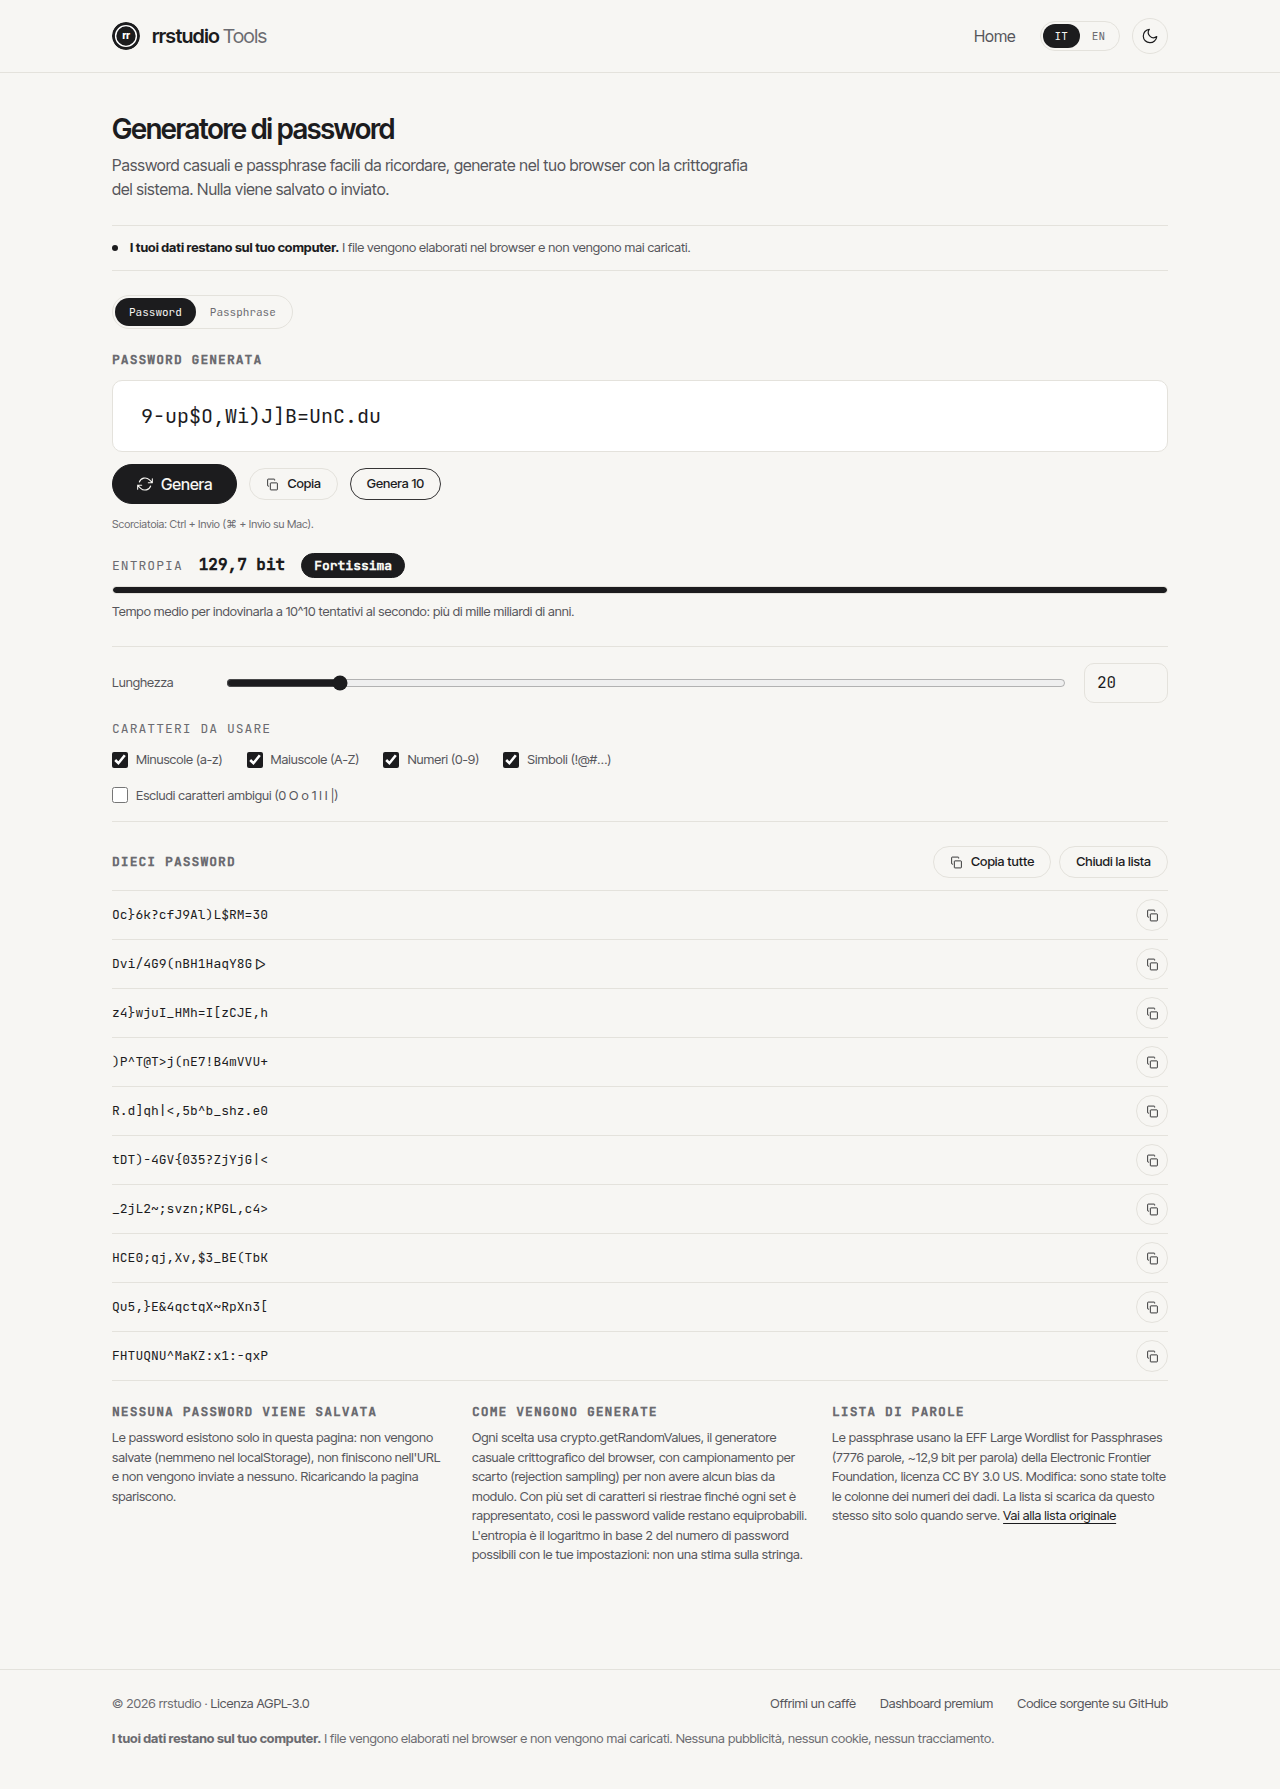 rr rrstudio Tools
Home
IT EN
Generatore di password
Password casuali e passphrase facili da ricordare, generate nel tuo browser con la crittografia
del sistema. Nulla viene salvato o inviato.
I tuoi dati restano sul tuo computer. I file vengono elaborati nel browser e non vengono mai caricati.
Password Passphrase
PASSWORD GENERATA
9-up$O,Wi)J]B=UnC.du
Genera Copia Genera 10
Scorciatoia: Ctrl + Invio (⌘ + Invio su Mac).
ENTROPIA 129,7 bit Fortissima
Tempo medio per indovinarla a 10^10 tentativi al secondo: più di mille miliardi di anni.
Lunghezza 20
CARATTERI DA USARE
Minuscole (a-z) Maiuscole (A-Z) Numeri (0-9) Simboli (!@#…)
Escludi caratteri ambigui (0 O o 1 l I |)
DIECI PASSWORD Copia tutte Chiudi la lista
Oc}6k?cfJ9Al)L$RM=30
z4}wjuI_HMh=I[zCJE,h
)P^T@T>j(nE7!B4mVVU+
R.d]qh|<,5b^b_shz.e0
tDT)-4GV{035?ZjYjG|<
_2jL2~;svzn;KPGL,c4>
HCE0;qj,Xv,$3_BE(TbK
Qu5,}E&4qctqX~RpXn3[
FHTUQNU^MaKZ:x1:-qxP
NESSUNA PASSWORD VIENE SALVATA
Le password esistono solo in questa pagina: non vengono
salvate (nemmeno nel localStorage), non finiscono nell'URL
e non vengono inviate a nessuno. Ricaricando la pagina
spariscono.
COME VENGONO GENERATE
Ogni scelta usa crypto.getRandomValues, il generatore
casuale crittografico del browser, con campionamento per
scarto (rejection sampling) per non avere alcun bias da
modulo. Con più set di caratteri si riestrae finché ogni set è
rappresentato, così le password valide restano equiprobabili.
L'entropia è il logaritmo in base 2 del numero di password
possibili con le tue impostazioni: non una stima sulla stringa.
LISTA DI PAROLE
Le passphrase usano la EFF Large Wordlist for Passphrases
(7776 parole, ~12,9 bit per parola) della Electronic Frontier
Foundation, licenza CC BY 3.0 US. Modifica: sono state tolte
le colonne dei numeri dei dadi. La lista si scarica da questo
stesso sito solo quando serve. Vai alla lista originale
© 2026 rrstudio · Licenza AGPL-3.0
Offrimi un caffè Dashboard premium Codice sorgente su GitHub
I tuoi dati restano sul tuo computer. I file vengono elaborati nel browser e non vengono mai caricati. Nessuna pubblicità, nessun cookie, nessun tracciamento.